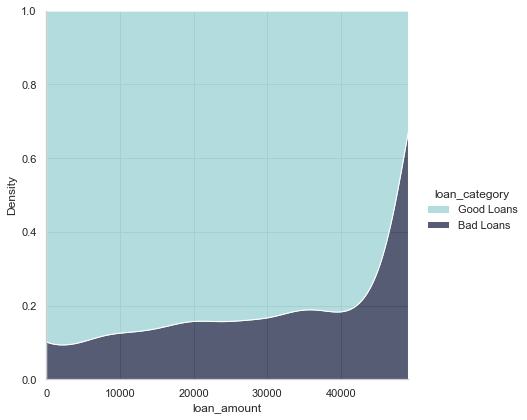 1.0
0.8
0.6
0.4
0.2
0.0
Density
0
10000
20000
30000
40000
loan_amount
loan_category
Good Loans
Bad Loans